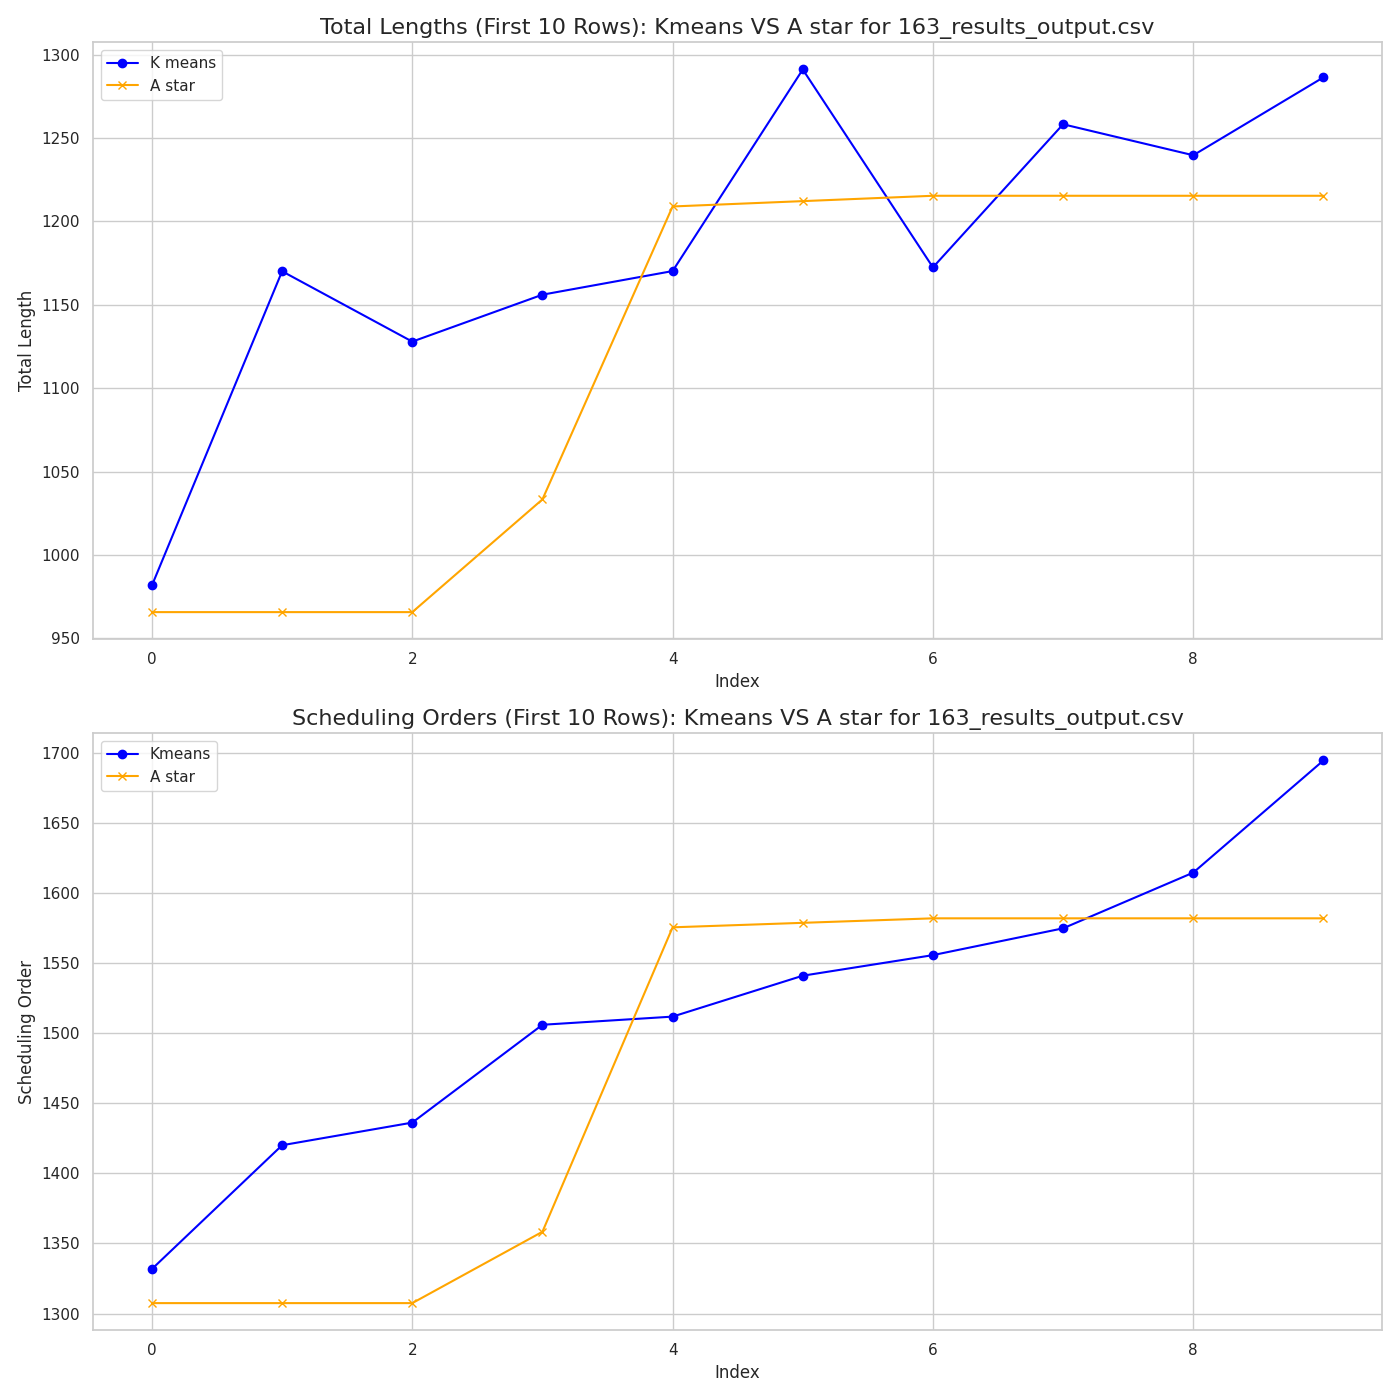 Total Lengths (First 10 Rows): Kmeans VS A star for 163_results_output.csv
K means
A star
1300
1250
1200
1150
1100
1050
1000
950
Total Length
0 2 4 6 8
Index
Scheduling Orders (First 10 Rows): Kmeans VS A star for 163_results_output.csv
Kmeans
A star
1700
1650
1600
1550
1500
1450
1400
1350
1300
Scheduling Order
0 2 4 6 8
Index